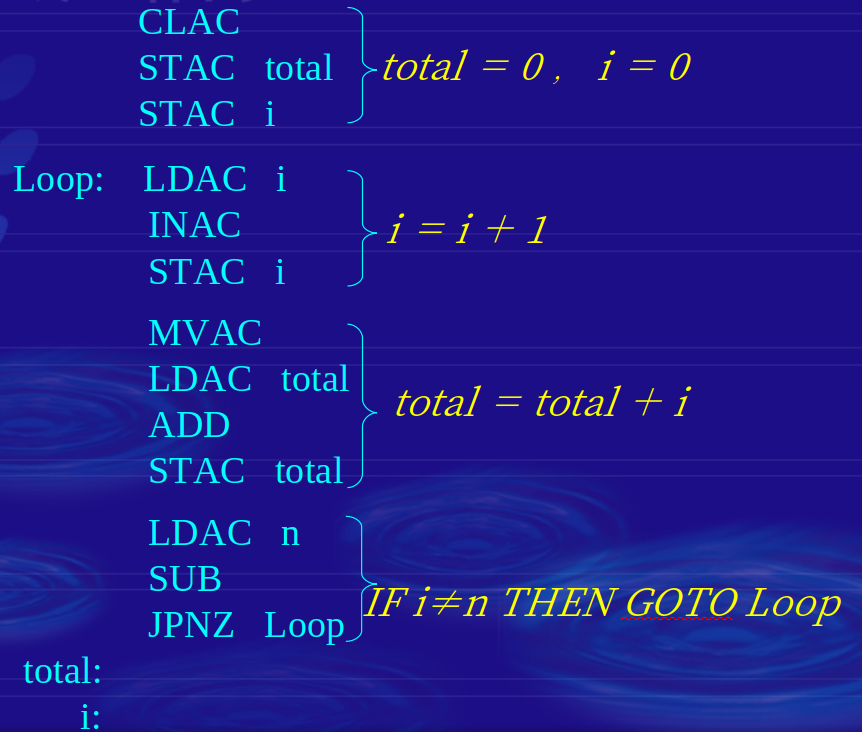 CLAC
STAC total
STAC i
total = 0 , i = 0
Loop: LDAC i
INAC
STAC i
i = i + 1
MVAC
LDAC total
ADD
STAC total
total = total + i
LDAC n
SUB
JPNZ Loop
IF i≠n THEN GOTO Loop
total:
i: